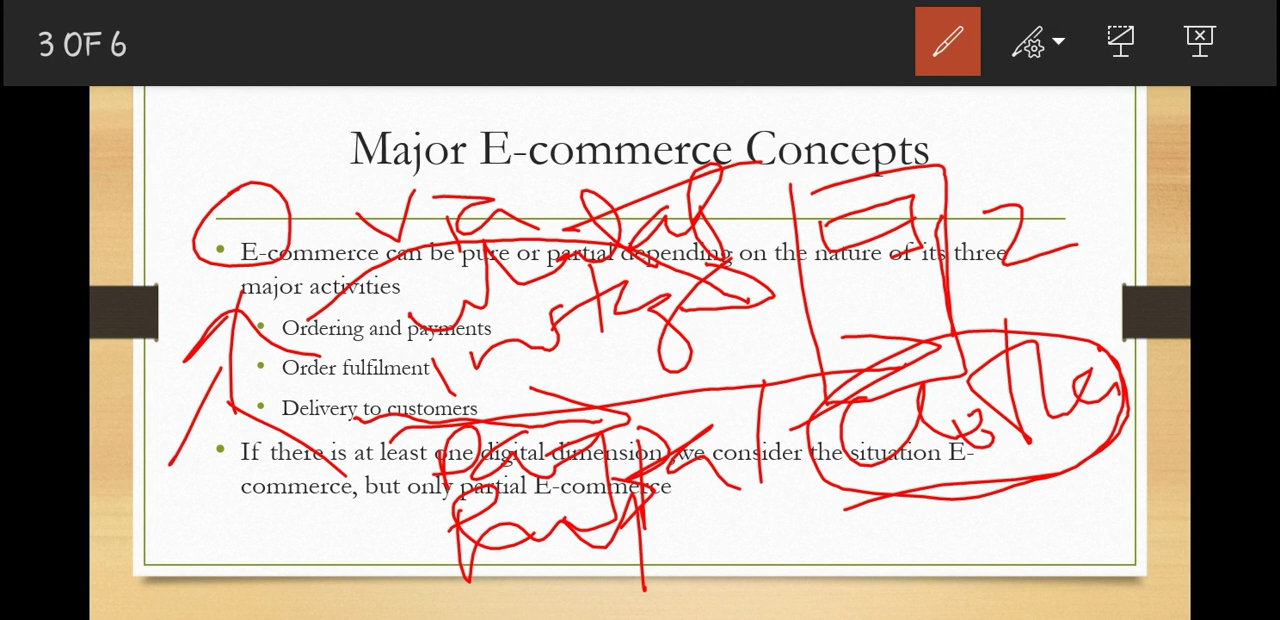 3 OF 6
Major E-commerce Concepts
E-commerce can be pure or partial depending on the nature of its three
major activities
Ordering and payments
Order fulfilment
Delivery to customers
If there is at least one digital dimension, we consider the situation E-
commerce, but only partial E-commerce